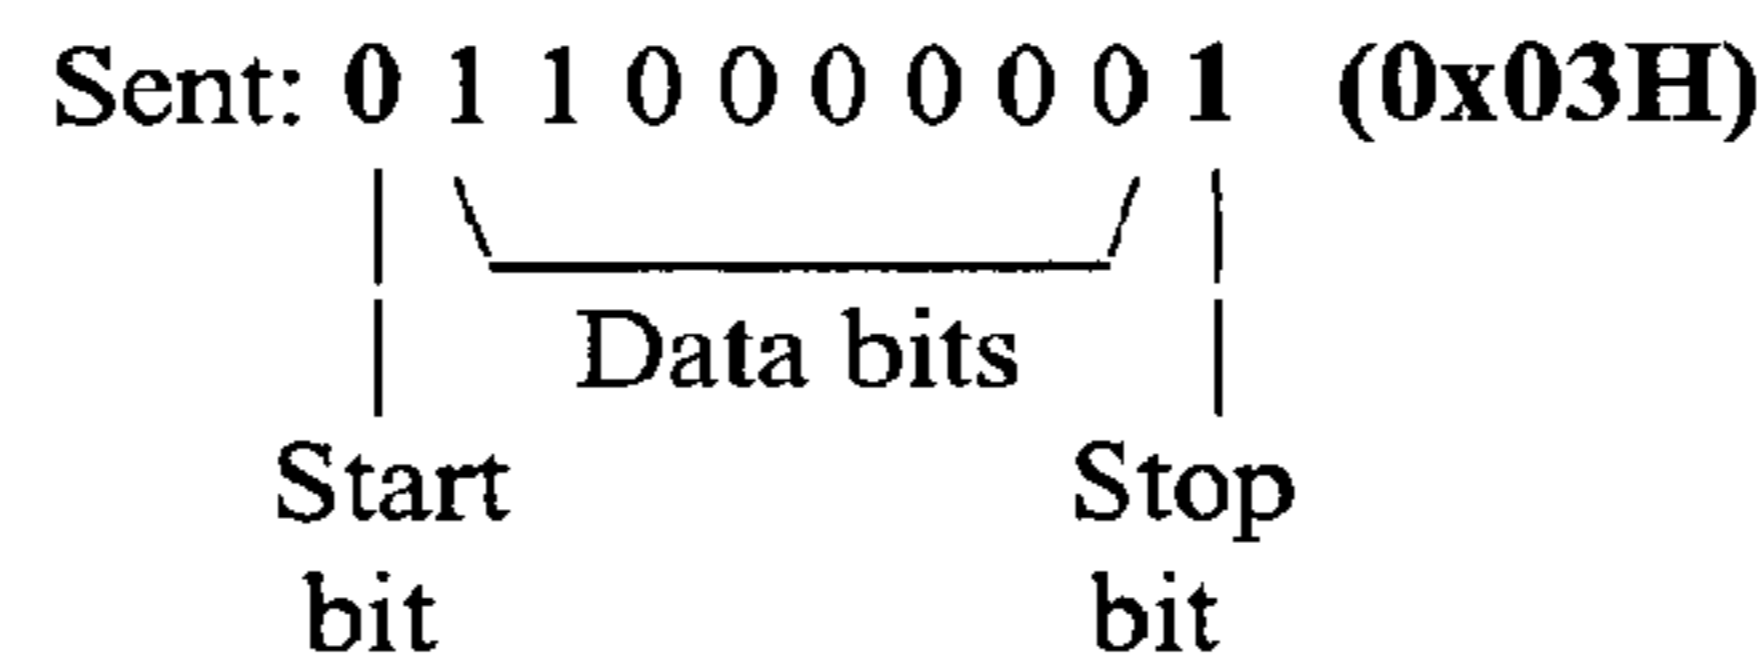 Sent: 0 1 1 0 0 0 0 0 0 1 (0x03H)
Data bits
Start Stop
bit bit